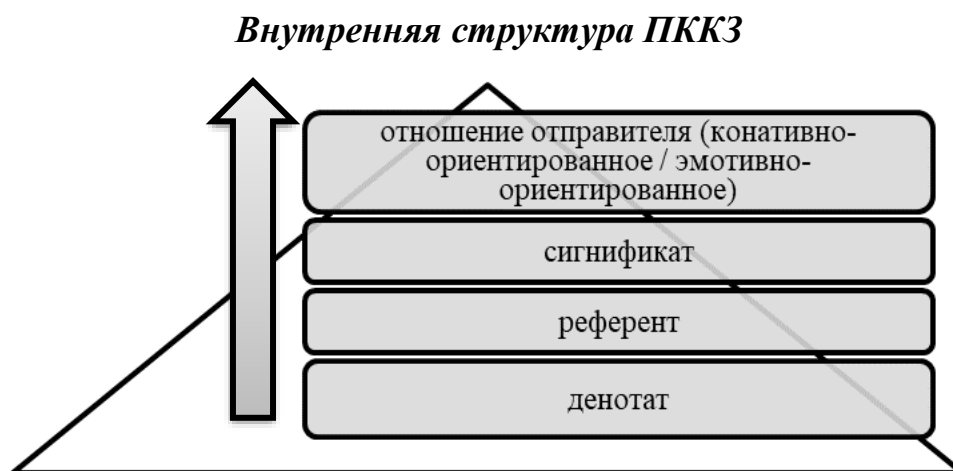 Внутренняя структура ПККЗ
отношение отправителя (конативно-
ориентированное / эмотивно-
ориентированное)
сигнификат
референт
денотат